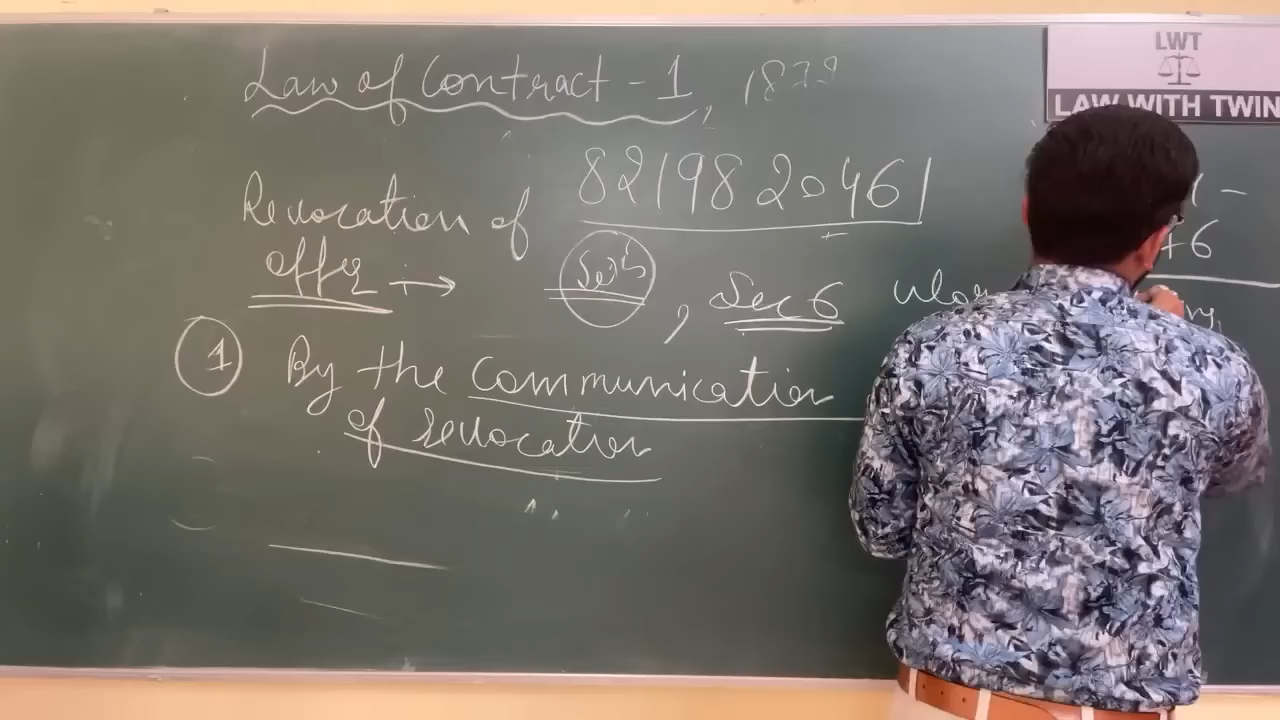 Law of Contract - 1, 1872
LWT
LAW WITH TWIN
Revocation of
8219820461
offer → Sec 5, Sec 6
+6
① By the communication
of revocation